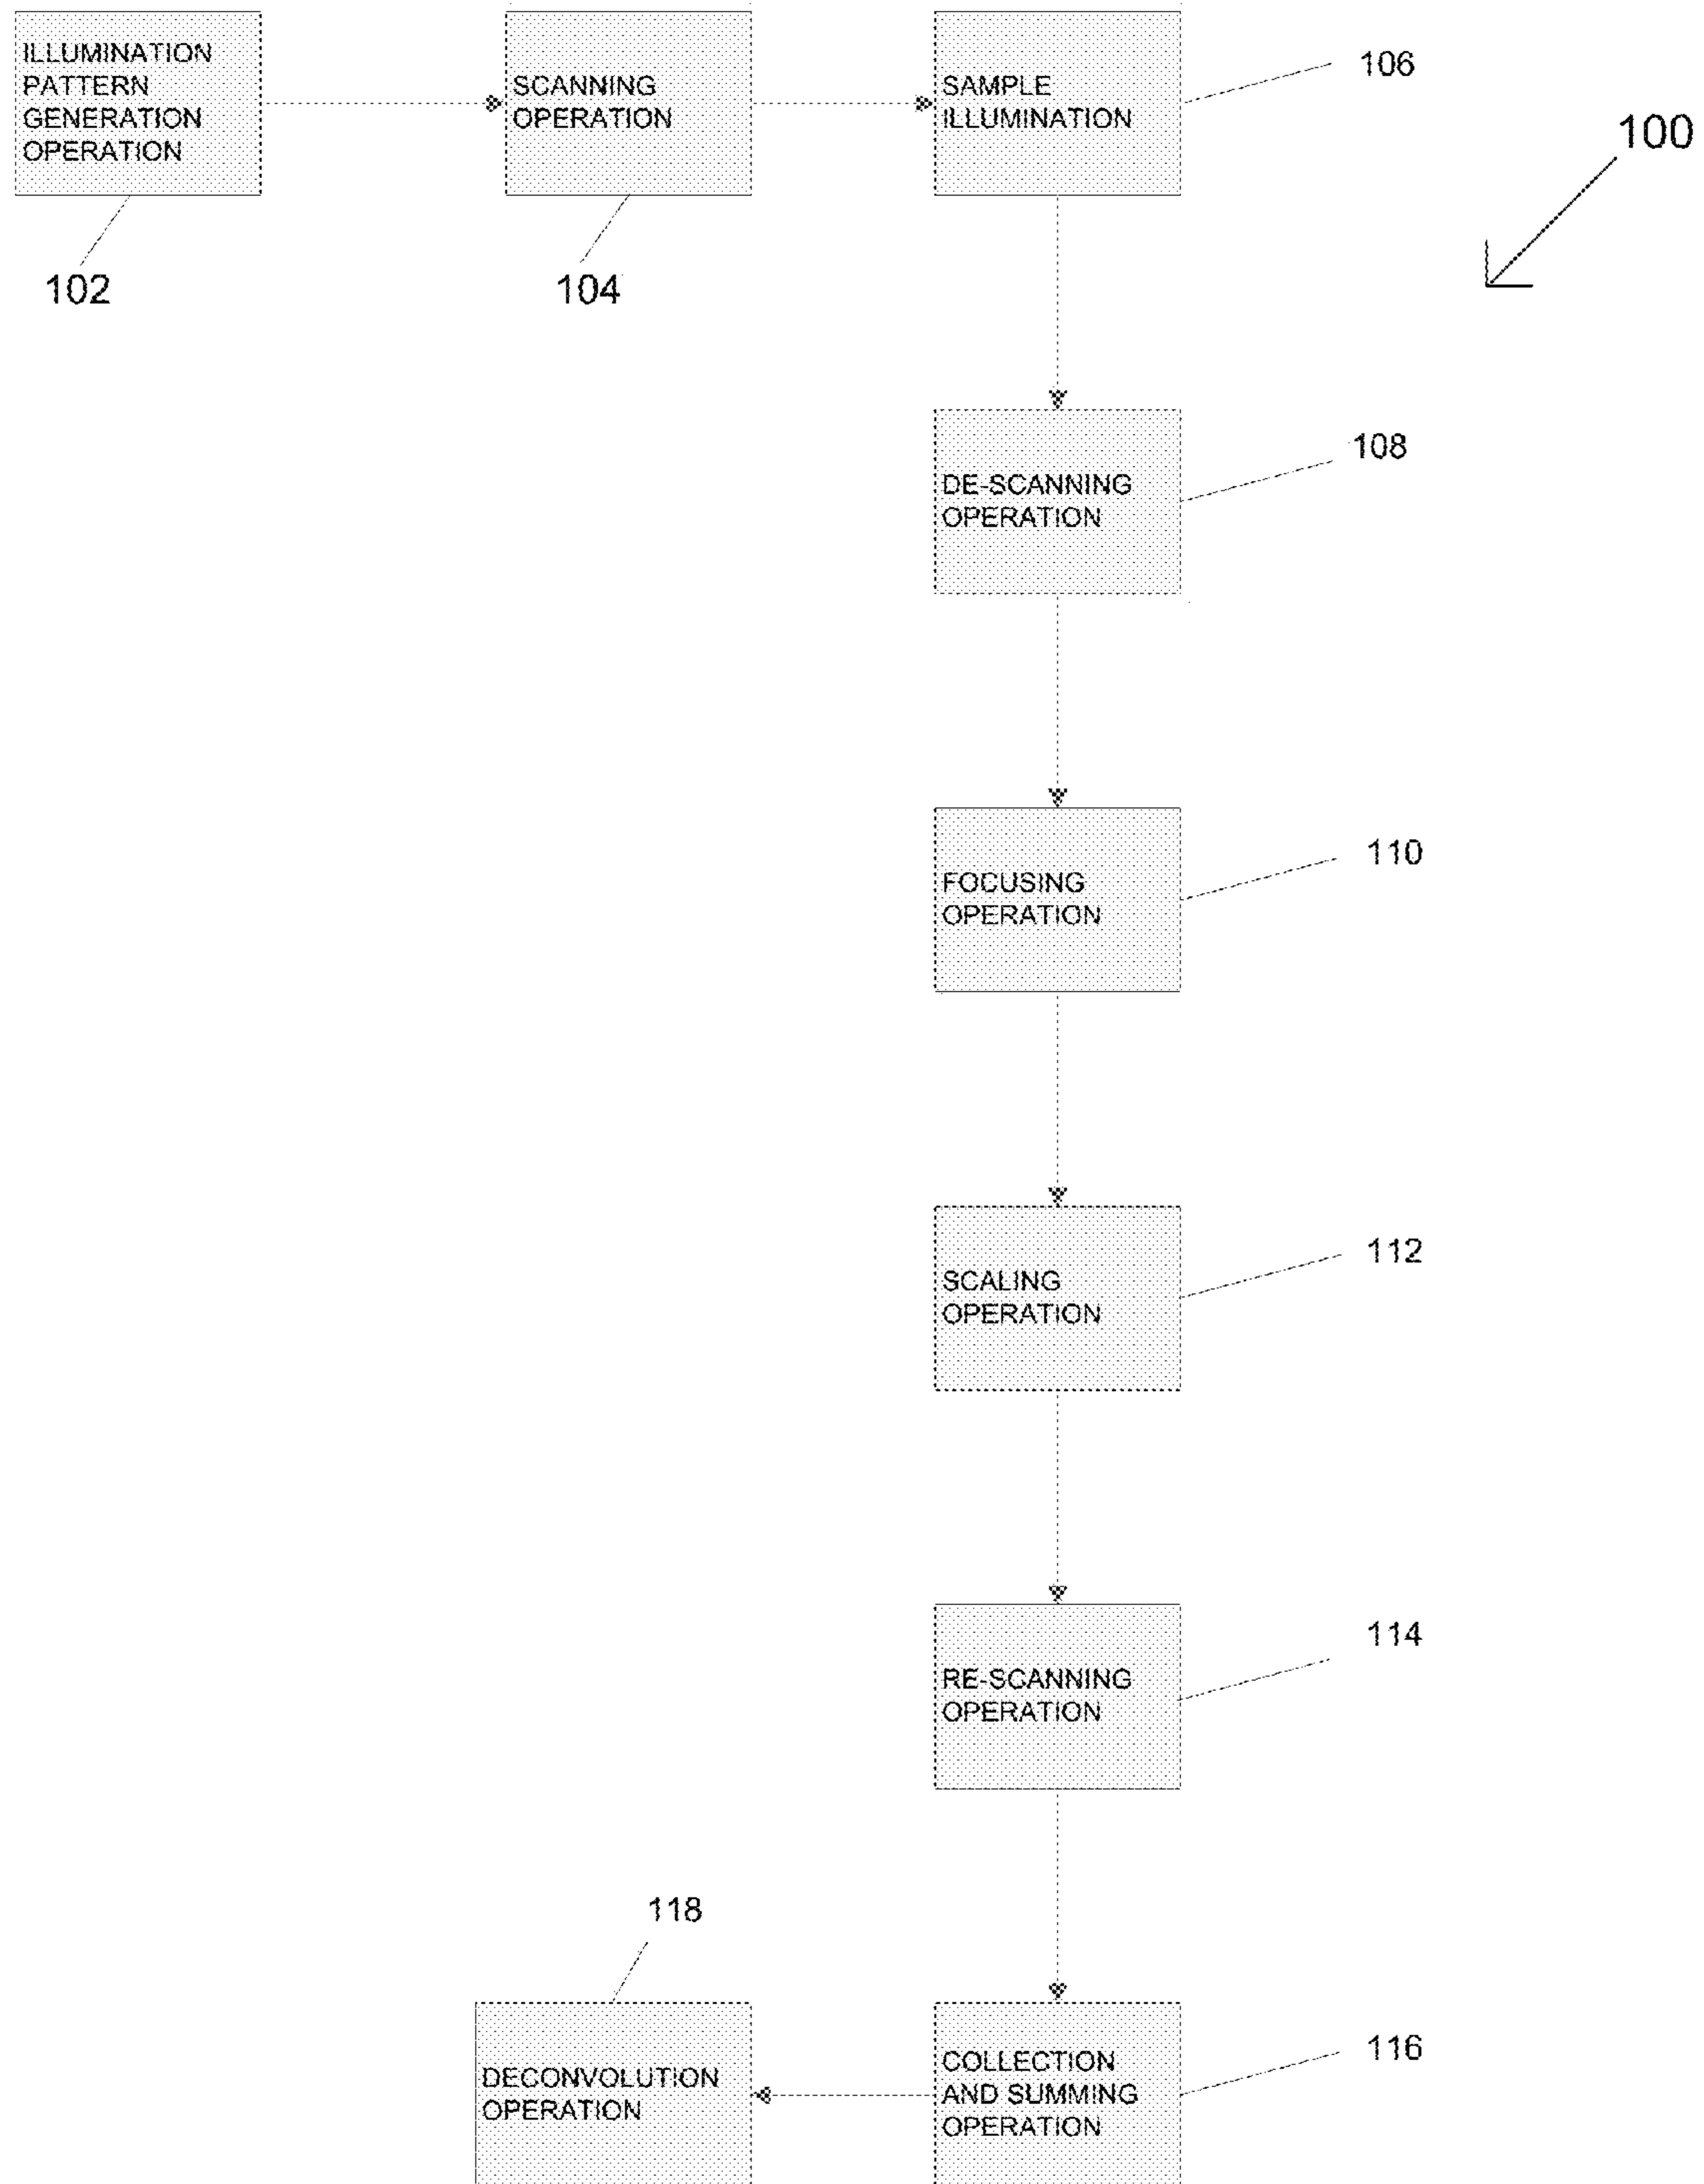 ILLUMINATION
PATTERN
GENERATION
OPERATION
SCANNING
OPERATION
SAMPLE
ILLUMINATION
106
100
102
104
DE-SCANNING
OPERATION
108
FOCUSING
OPERATION
110
SCALING
OPERATION
112
RE-SCANNING
OPERATION
114
118
DECONVOLUTION
OPERATION
COLLECTION
AND SUMMING
OPERATION
116